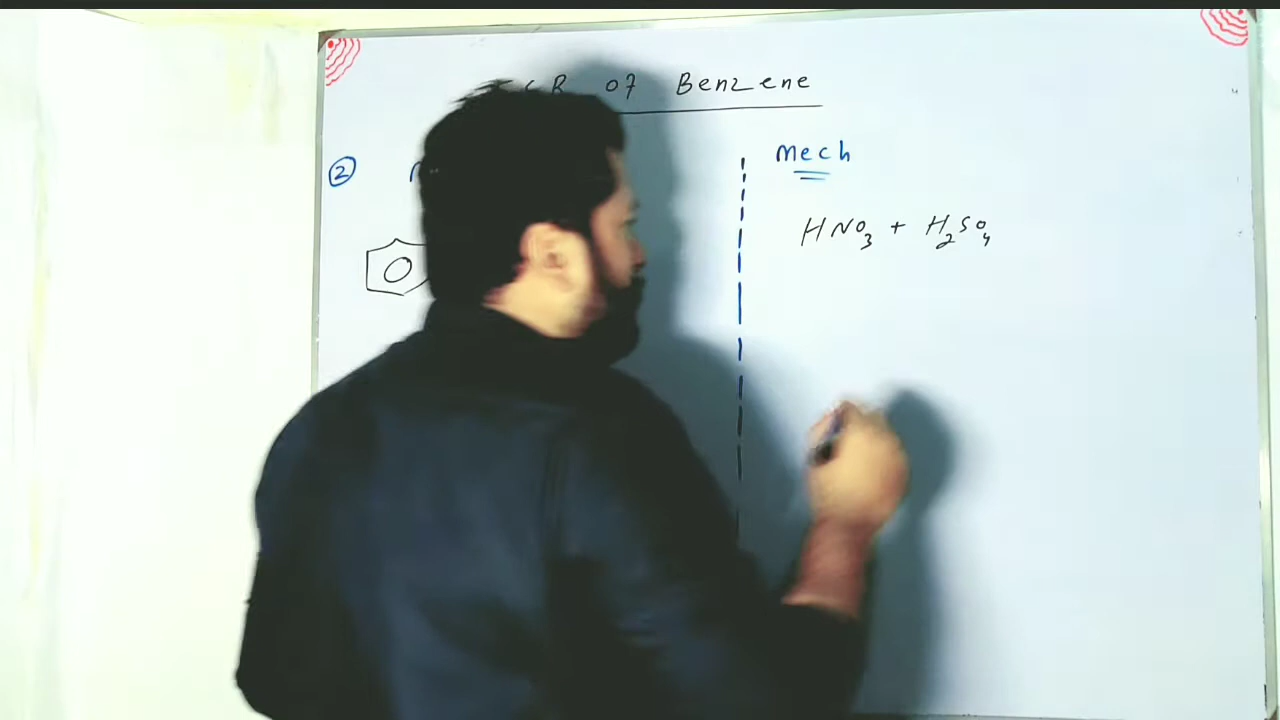 R of Benzene
②
Mech
HNO₃ + H₂SO₄